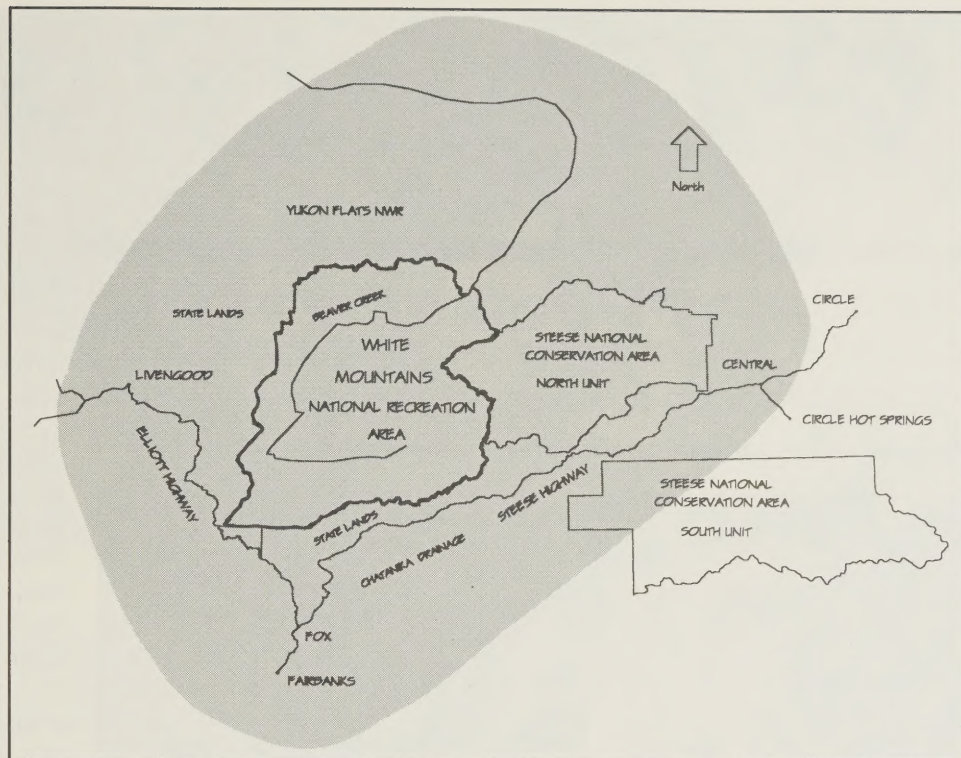 North
YUKON FLATS NWR
CIRCLE
STATE LANDS
BEAVER CREEK
WHITE
MOUNTAINS
NATIONAL RECREATION
AREA
STEESE NATIONAL
CONSERVATION AREA
NORTH UNIT
CENTRAL
LIVENGOOD
CIRCLE HOT SPRINGS
ELLIOTT HIGHWAY
STEESE HIGHWAY
STEESE NATIONAL
CONSERVATION AREA
SOUTH UNIT
STATE LANDS
CHATANIKA DRAINAGE
FOX
FAIRBANKS